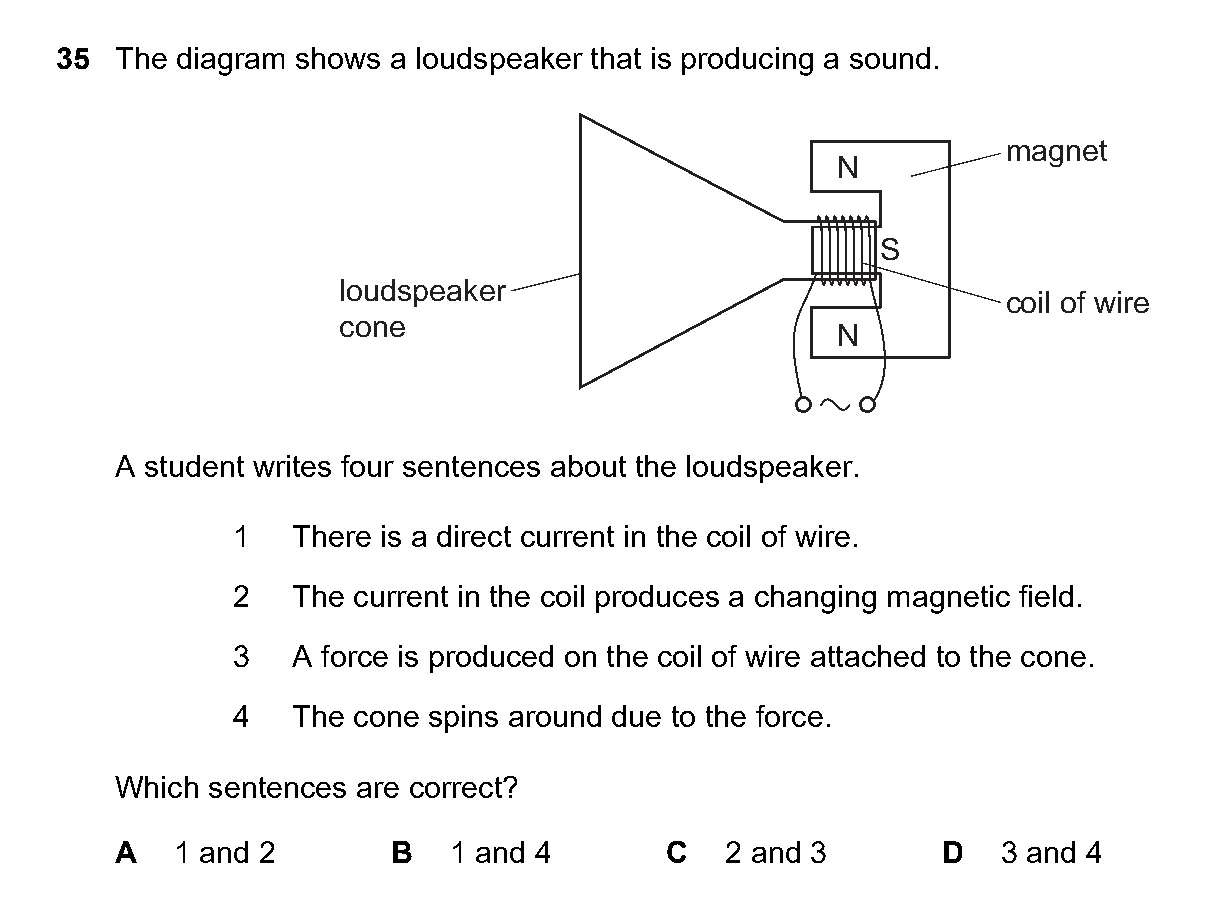 35 The diagram shows a loudspeaker that is producing a sound.
N
magnet
S
loudspeaker
cone
coil of wire
N
A student writes four sentences about the loudspeaker.
1 There is a direct current in the coil of wire.
2 The current in the coil produces a changing magnetic field.
3 A force is produced on the coil of wire attached to the cone.
4 The cone spins around due to the force.
Which sentences are correct?
A 1 and 2 B 1 and 4 C 2 and 3 D 3 and 4